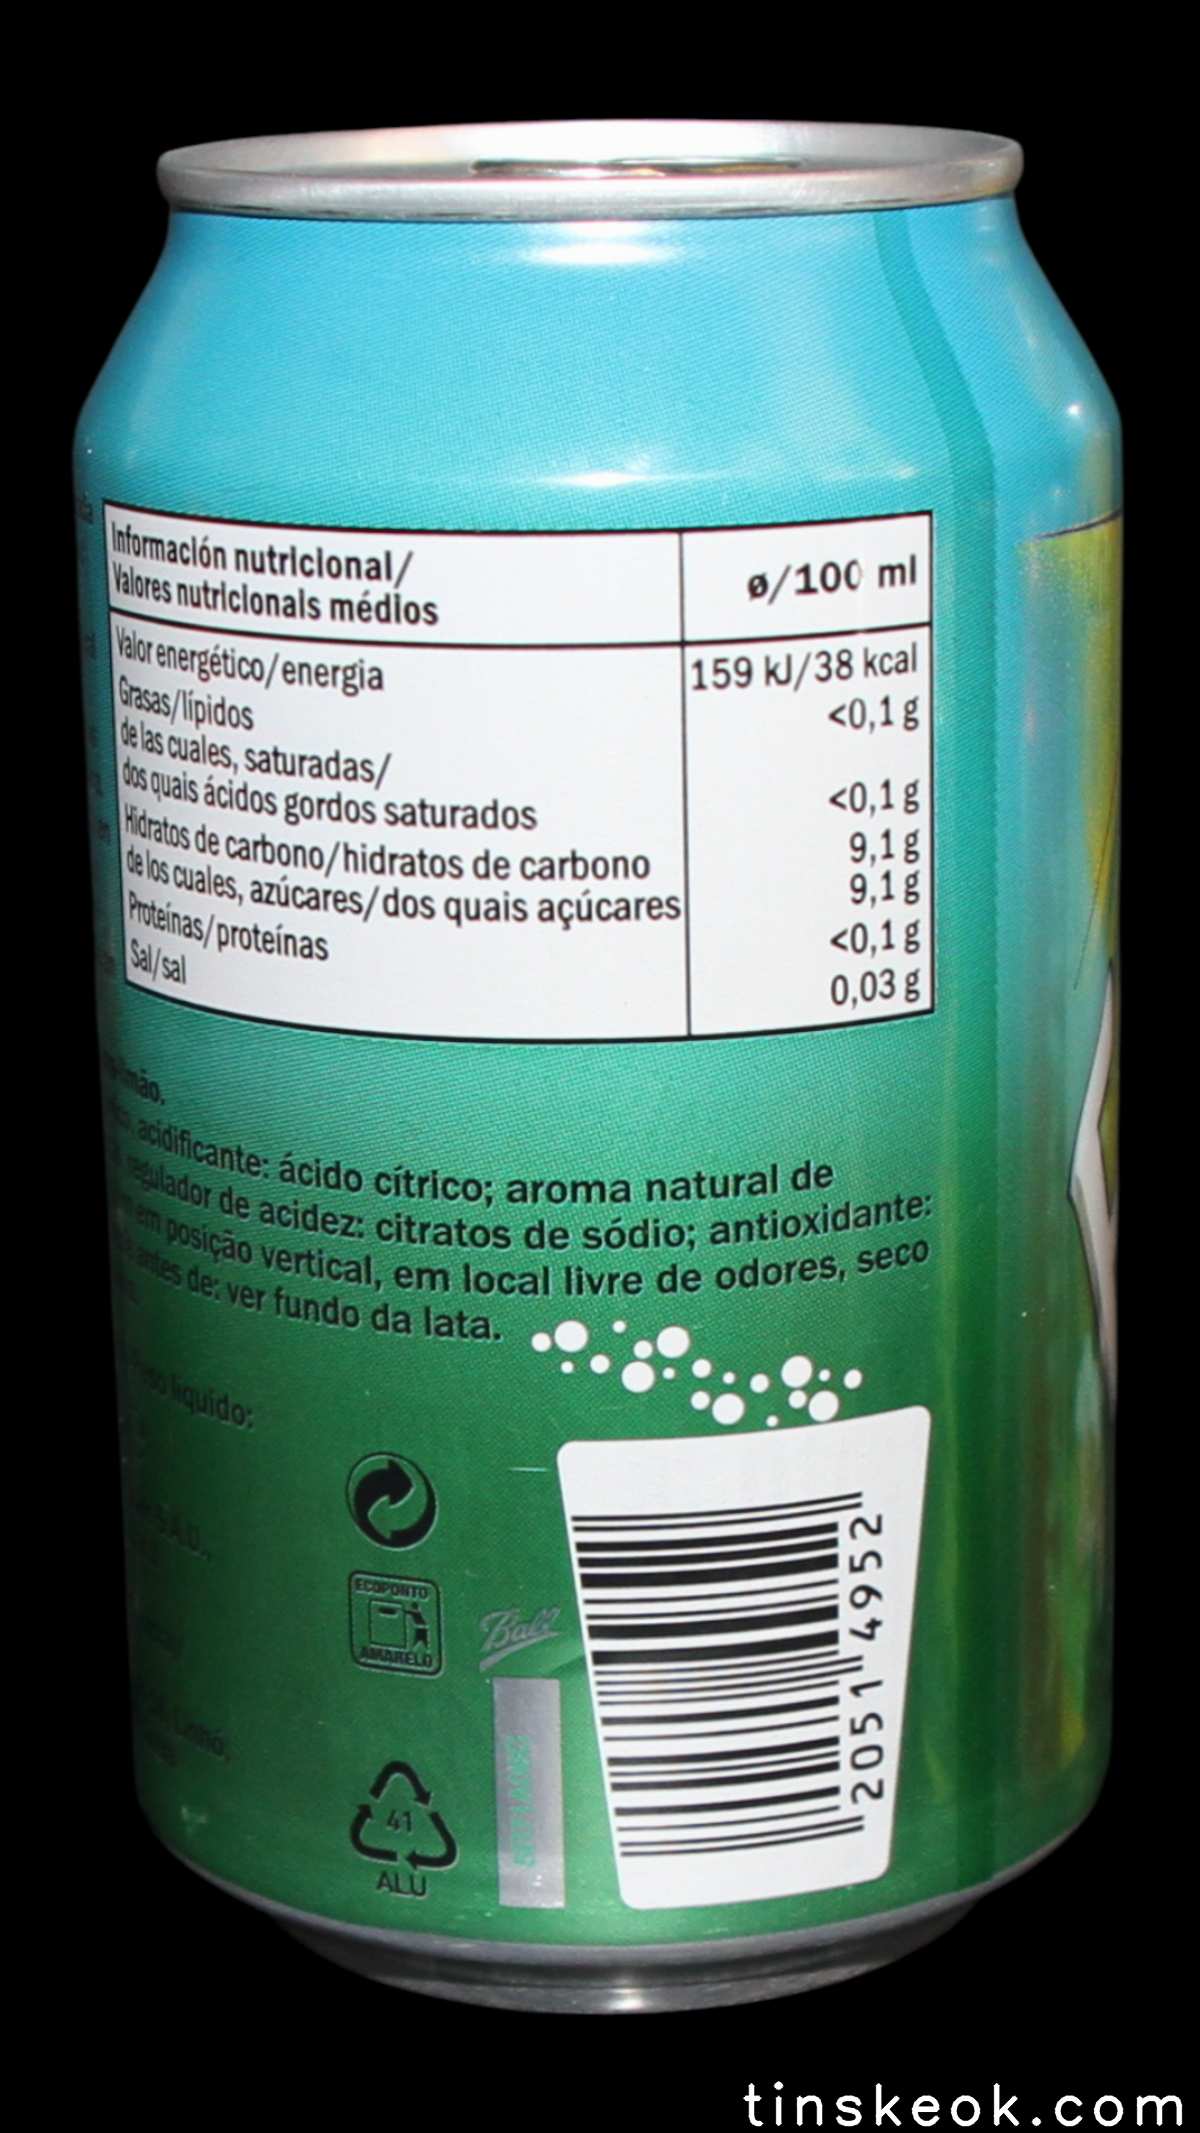 Información nutricional/
Valores nutricionais médios
ø/100 ml
Valor energético/energia 159 kJ/38 kcal
Grasas/lípidos <0,1 g
de las cuales, saturadas/
dos quais ácidos gordos saturados <0,1 g
Hidratos de carbono/hidratos de carbono 9,1 g
de los cuales, azúcares/dos quais açúcares 9,1 g
Proteínas/proteínas <0,1 g
Sal/sal 0,03 g
acidificante: ácido cítrico; aroma natural de
regulador de acidez: citratos de sódio; antioxidante:
em posição vertical, em local livre de odores, seco
antes de: ver fundo da lata.
líquido:
S.A.U.,
ECOPONTO
AMARELO
Ball
41
ALU
2051 4952
tinskeok.com